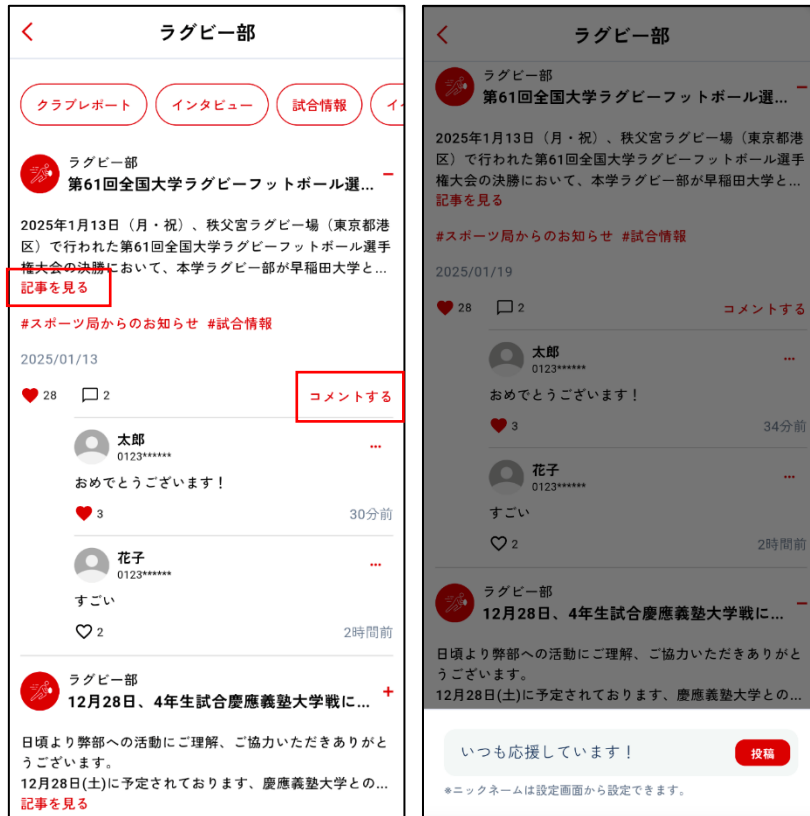 ラグビー部
クラブレポート
インタビュー
試合情報
ラグビー部
第61回全国大学ラグビーフットボール選...
2025年1月13日（月・祝）、秩父宮ラグビー場（東京都港
区）で行われた第61回全国大学ラグビーフットボール選手
権大会の決勝において、本学ラグビー部が早稲田大学と...
記事を見る
#スポーツ局からのお知らせ #試合情報
2025/01/13
28 2 コメントする
太郎
0123******
おめでとうございます！
3 30分前
花子
0123******
すごい
2 2時間前
ラグビー部
12月28日、4年生試合慶應義塾大学戦に...
日頃より弊部への活動にご理解、ご協力いただきありがと
うございます。
12月28日(土)に予定されております、慶應義塾大学との...
記事を見る
ラグビー部
ラグビー部
第61回全国大学ラグビーフットボール選...
2025年1月13日（月・祝）、秩父宮ラグビー場（東京都港
区）で行われた第61回全国大学ラグビーフットボール選手
権大会の決勝において、本学ラグビー部が早稲田大学と...
記事を見る
#スポーツ局からのお知らせ #試合情報
2025/01/19
28 2 コメントする
太郎
0123******
おめでとうございます！
3 34分前
花子
0123******
すごい
2 2時間前
ラグビー部
12月28日、4年生試合慶應義塾大学戦に...
日頃より弊部への活動にご理解、ご協力いただきありがと
うございます。
12月28日(土)に予定されております、慶應義塾大学との...
いつも応援しています！ 投稿
※ニックネームは設定画面から設定できます。